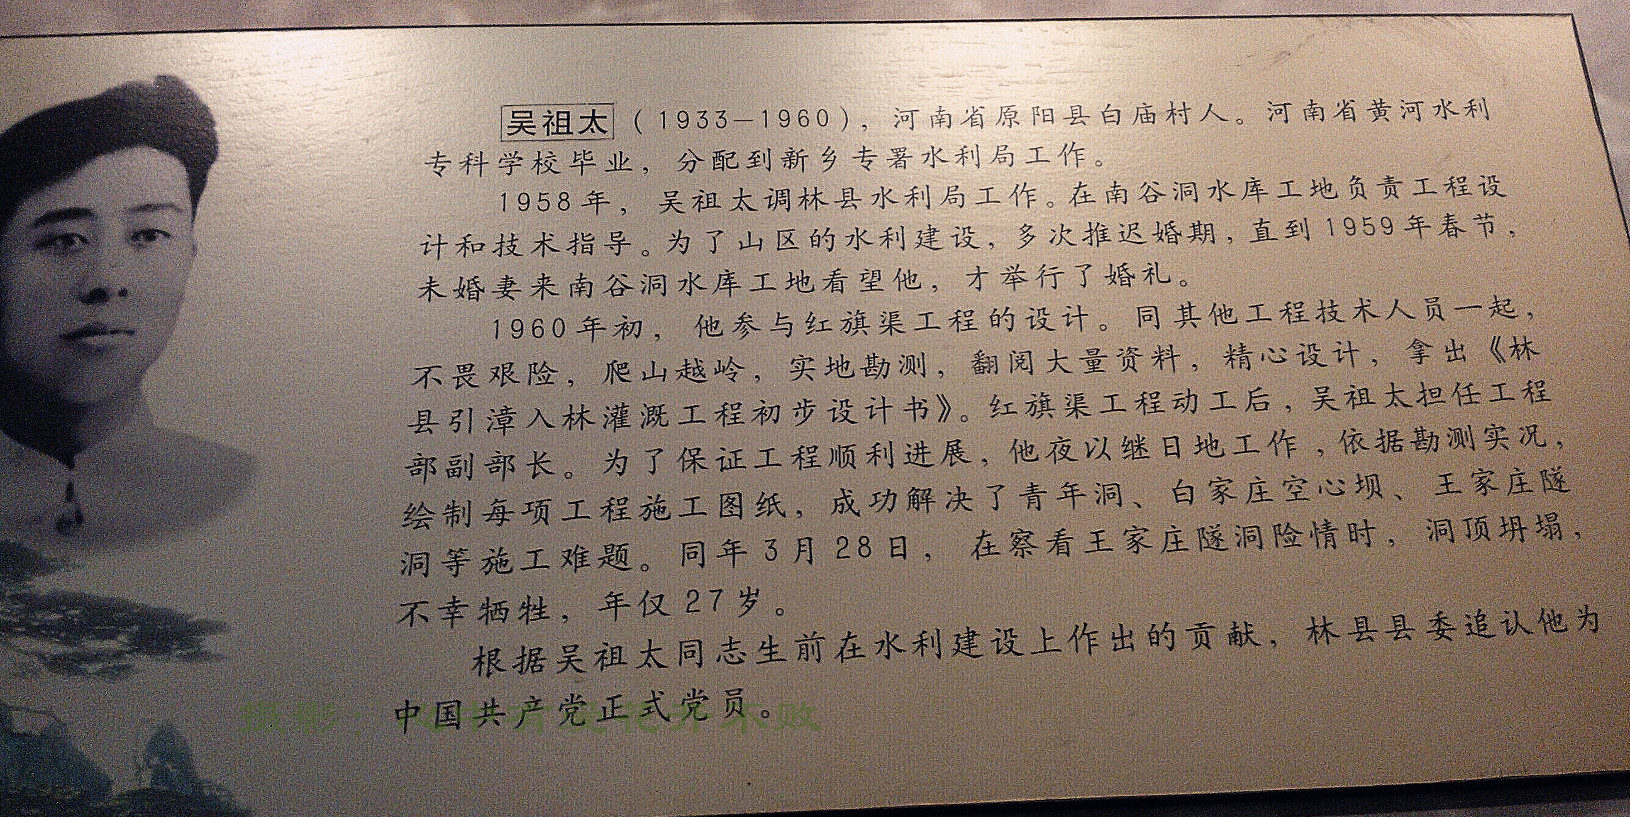 吴祖太（1933—1960），河南省原阳县白庙村人。河南省黄河水利
专科学校毕业，分配到新乡专署水利局工作。
1958年，吴祖太调林县水利局工作。在南谷洞水库工地负责工程设
计和技术指导。为了山区的水利建设，多次推迟婚期，直到1959年春节，
未婚妻来南谷洞水库工地看望他，才举行了婚礼。
1960年初，他参与红旗渠工程的设计。同其他工程技术人员一起，
不畏艰险，爬山越岭，实地勘测，翻阅大量资料，精心设计，拿出《林
县引漳入林灌溉工程初步设计书》。红旗渠工程动工后，吴祖太担任工程
部副部长。为了保证工程顺利进展，他夜以继日地工作，依据勘测实况，
绘制每项工程施工图纸，成功解决了青年洞、白家庄空心坝、王家庄隧
洞等施工难题。同年3月28日，在察看王家庄隧洞险情时，洞顶坍塌，
不幸牺牲，年仅27岁。
根据吴祖太同志生前在水利建设上作出的贡献，林县县委追认他为
中国共产党正式党员。